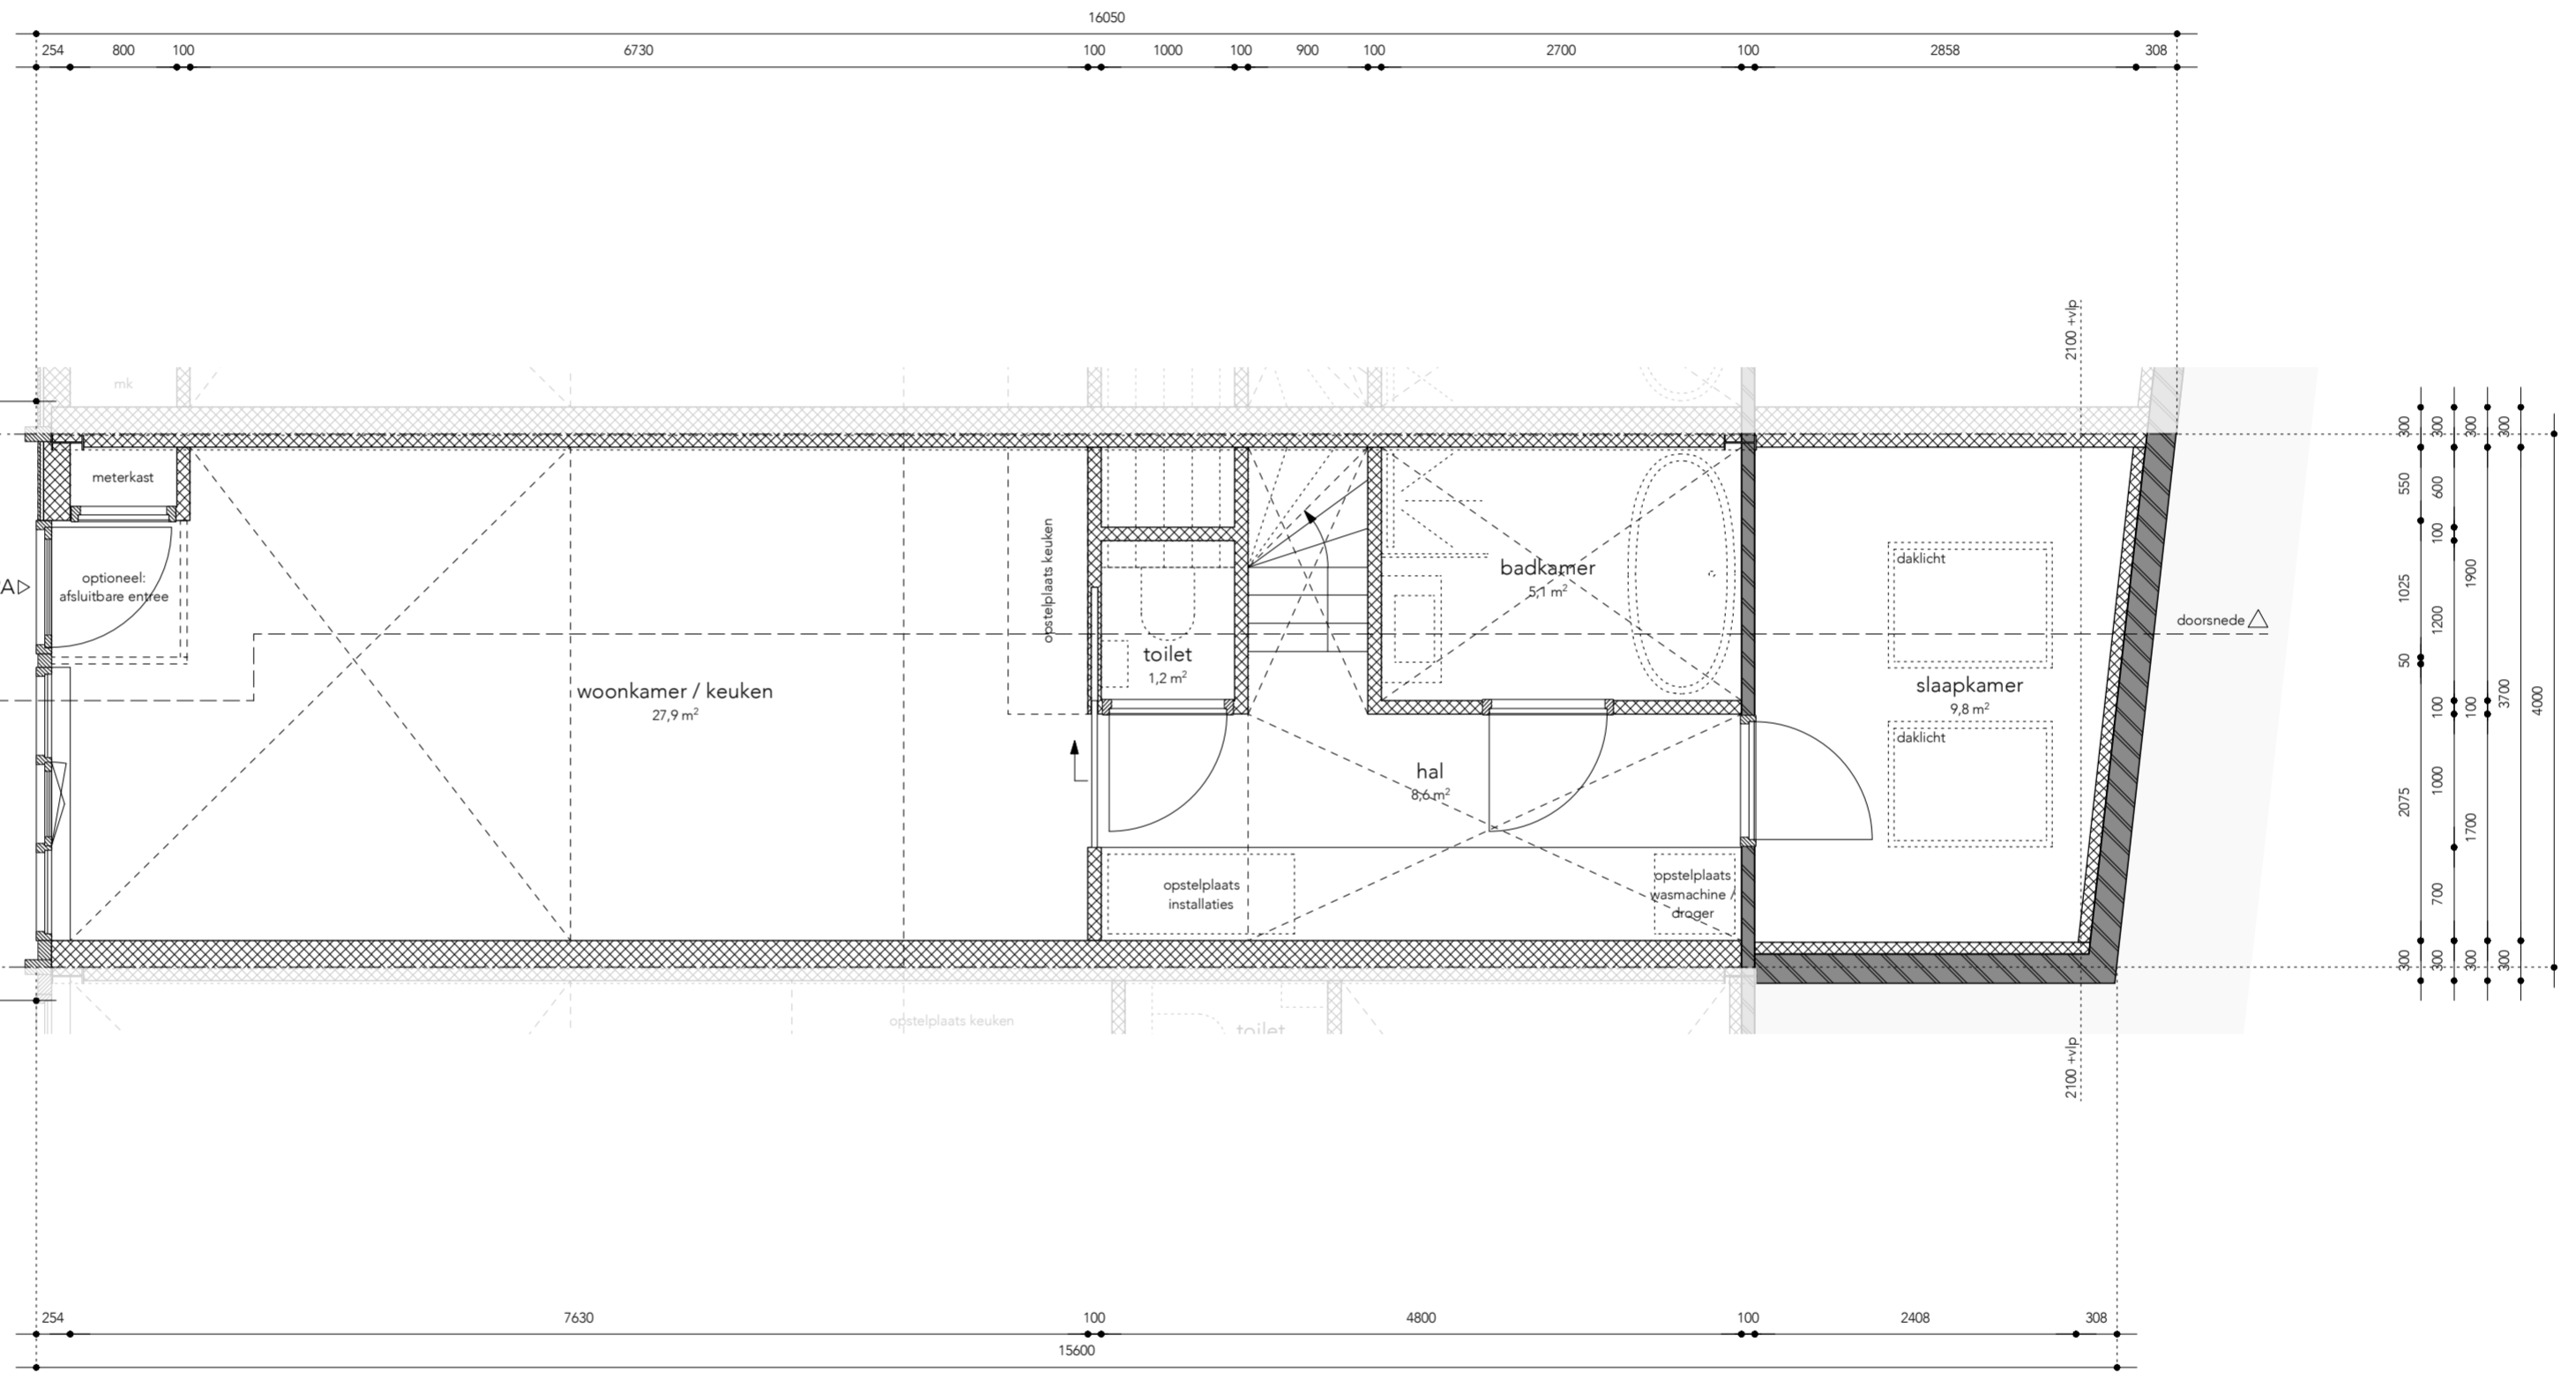 16050
254 800 100 6730 100 1000 100 900 100 2700 100 2858 308
2100 +vlp
mk
meterkast
optioneel:
afsluitbare entree
A
woonkamer / keuken
27,9 m²
opstelplaats keuken
toilet
1,2 m²
badkamer
5,1 m²
hal
8,6 m²
opstelplaats
installaties
opstelplaats
wasmachine /
droger
daklicht
slaapkamer
9,8 m²
daklicht
doorsnede
300 550 1025 50 100 2075 300
300 600 100 1200 100 1000 700 300
300 1900 100 1700 300
300 3700 300
4000
opstelplaats keuken
toilet
2100 +vlp
254 7630 100 4800 100 2408 308
15600